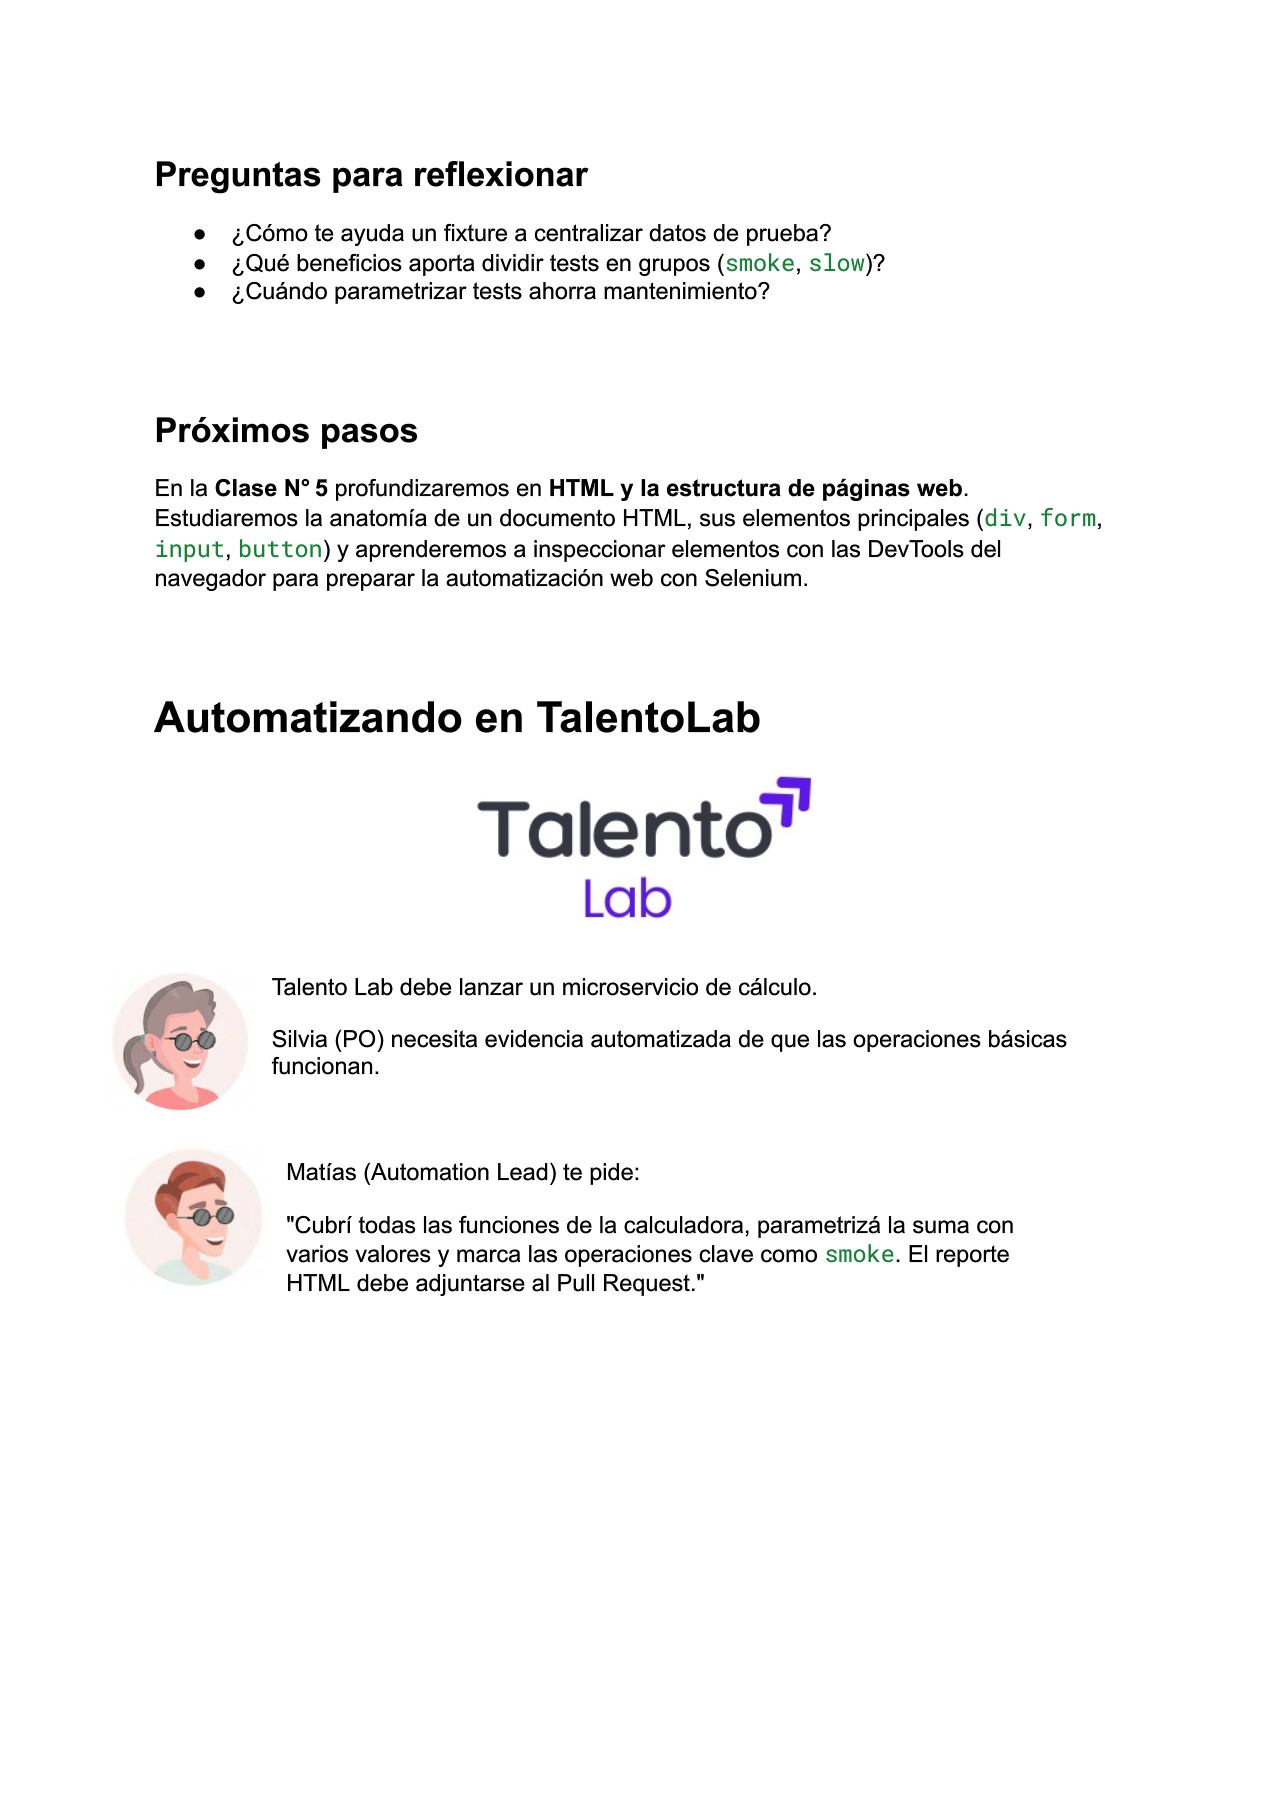 Preguntas para reflexionar
● ¿Cómo te ayuda un fixture a centralizar datos de prueba?
● ¿Qué beneficios aporta dividir tests en grupos (smoke, slow)?
● ¿Cuándo parametrizar tests ahorra mantenimiento?
Próximos pasos
En la Clase N° 5 profundizaremos en HTML y la estructura de páginas web.
Estudiaremos la anatomía de un documento HTML, sus elementos principales (div, form,
input, button) y aprenderemos a inspeccionar elementos con las DevTools del
navegador para preparar la automatización web con Selenium.
Automatizando en TalentoLab
Talento
Lab
Talento Lab debe lanzar un microservicio de cálculo.
Silvia (PO) necesita evidencia automatizada de que las operaciones básicas
funcionan.
Matías (Automation Lead) te pide:
"Cubrí todas las funciones de la calculadora, parametrizá la suma con
varios valores y marca las operaciones clave como smoke. El reporte
HTML debe adjuntarse al Pull Request."